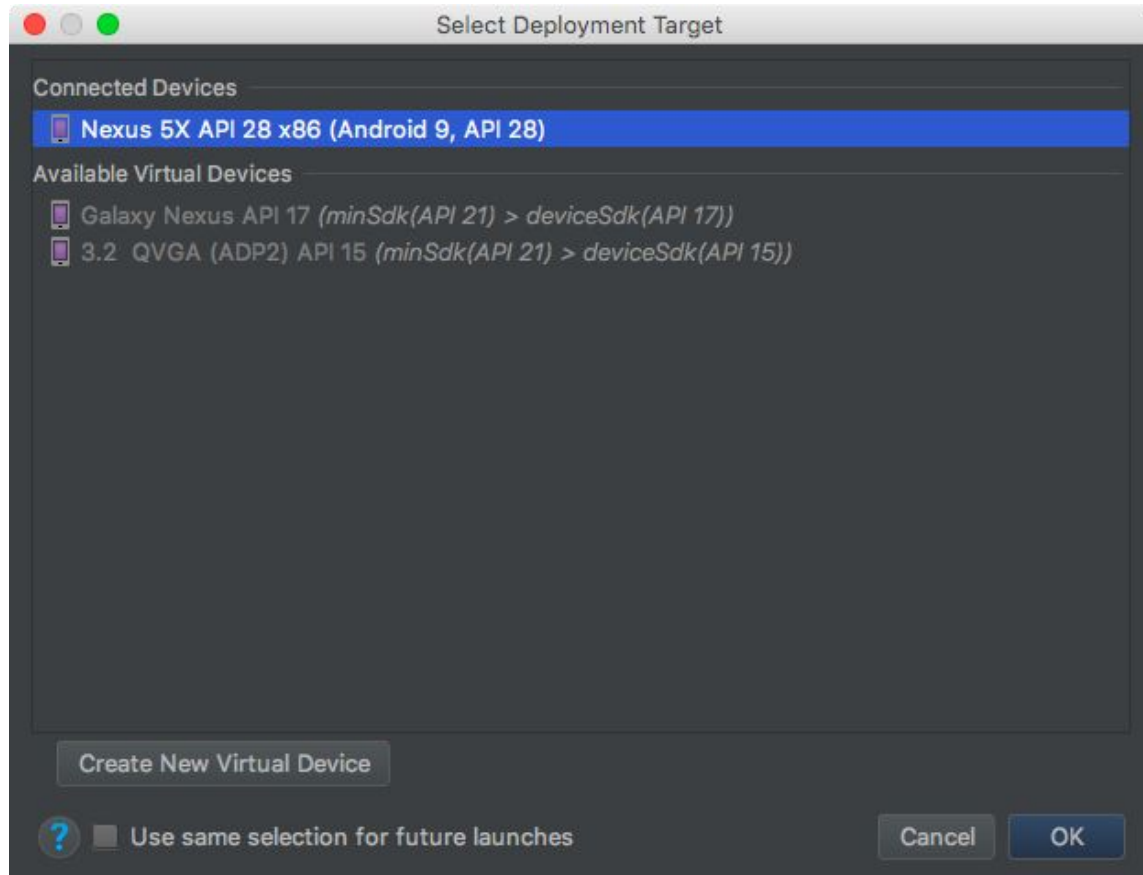 Select Deployment Target
Connected Devices
Nexus 5X API 28 x86 (Android 9, API 28)
Available Virtual Devices
Galaxy Nexus API 17 (minSdk(API 21) > deviceSdk(API 17))
3.2  QVGA (ADP2) API 15 (minSdk(API 21) > deviceSdk(API 15))
Create New Virtual Device
? Use same selection for future launches Cancel OK